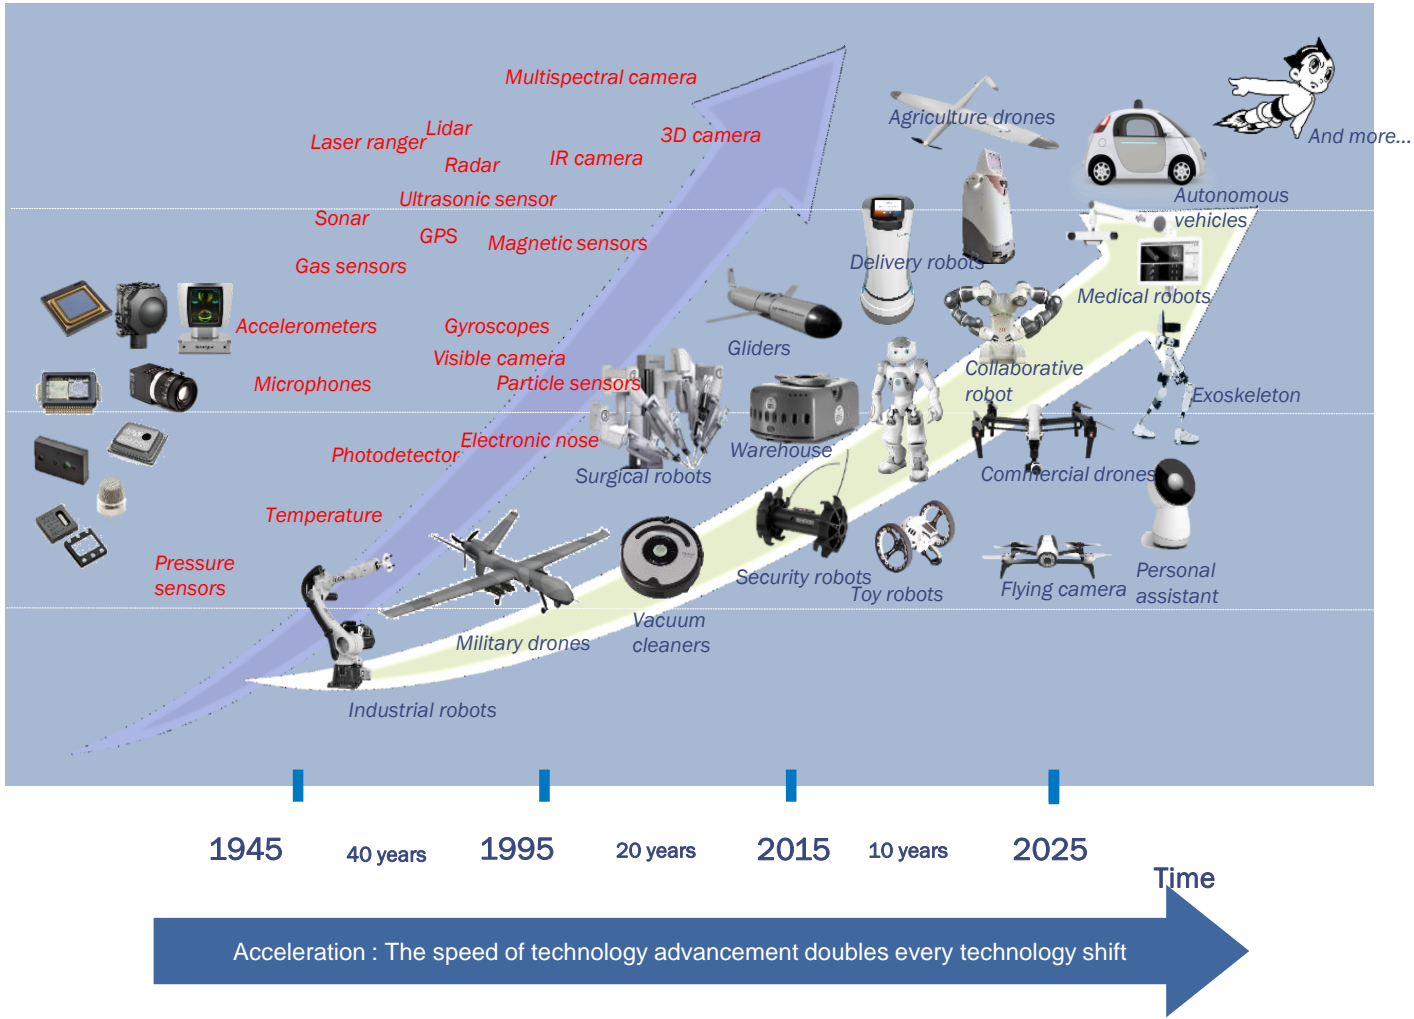 Multispectral camera
Lidar
Laser ranger
3D camera
Radar
IR camera
Ultrasonic sensor
Sonar
GPS
Magnetic sensors
Gas sensors
Accelerometers
Gyroscopes
Visible camera
Microphones
Particle sensors
Electronic nose
Photodetector
Temperature
Pressure
sensors
Agriculture drones
And more...
Autonomous
vehicles
Delivery robots
Medical robots
Gliders
Collaborative
robot
Exoskeleton
Warehouse
Surgical robots
Commercial drones
Security robots
Toy robots
Flying camera
Personal
assistant
Vacuum
cleaners
Military drones
Industrial robots
1945
40 years
1995
20 years
2015
10 years
2025
Time
Acceleration : The speed of technology advancement doubles every technology shift